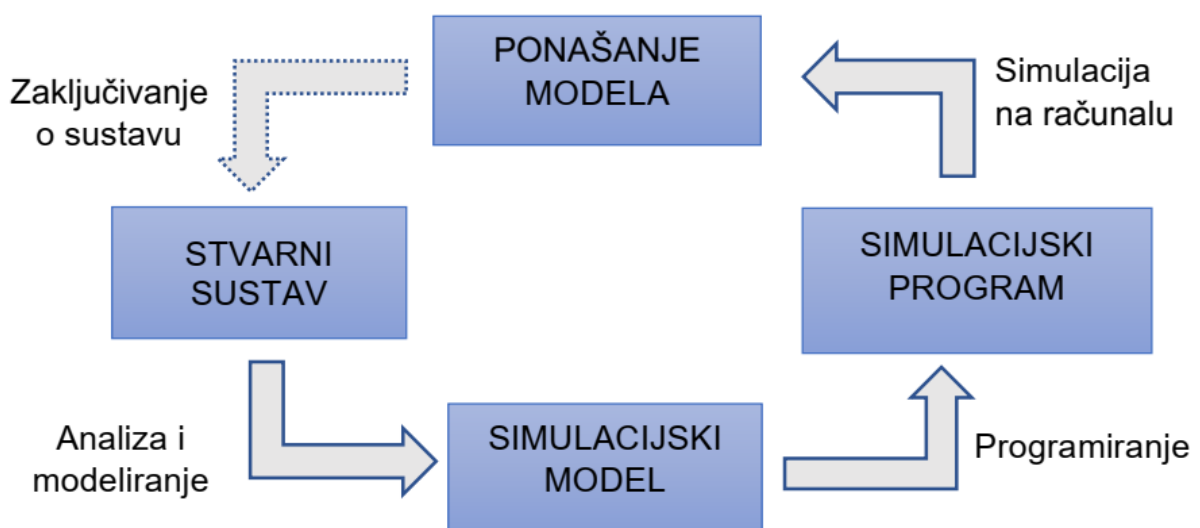 PONAŠANJE
MODELA
Simulacija
na računalu
Zaključivanje
o sustavu
STVARNI
SUSTAV
SIMULACIJSKI
PROGRAM
Analiza i
modeliranje
SIMULACIJSKI
MODEL
Programiranje